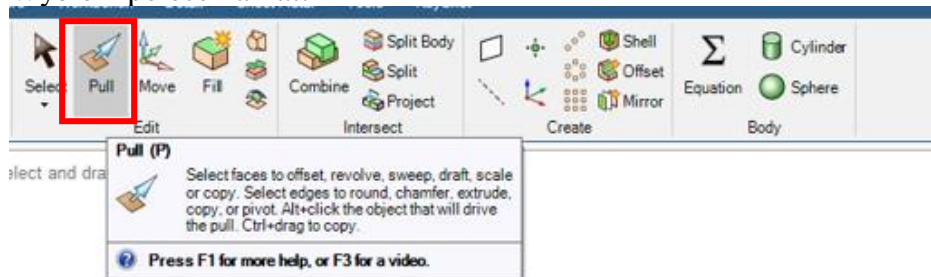 Split Body
Shell
Cylinder
Select
Pull
Move
Fill
Combine
Split
Offset
Equation
Sphere
Project
Mirror
Edit
Intersect
Create
Body
Pull (P)
elect and dra
Select faces to offset, revolve, sweep, draft, scale
or copy. Select edges to round, chamfer, extrude,
copy, or pivot. Alt+click the object that will drive
the pull. Ctrl+drag to copy.
Press F1 for more help, or F3 for a video.